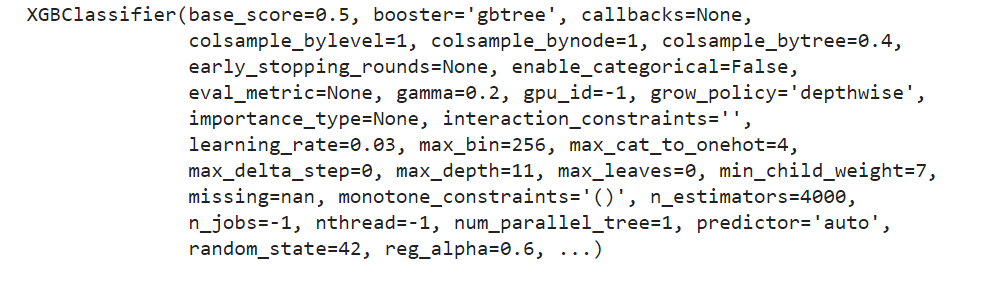 XGBClassifier(base_score=0.5, booster='gbtree', callbacks=None,
colsample_bylevel=1, colsample_bynode=1, colsample_bytree=0.4,
early_stopping_rounds=None, enable_categorical=False,
eval_metric=None, gamma=0.2, gpu_id=-1, grow_policy='depthwise',
importance_type=None, interaction_constraints='',
learning_rate=0.03, max_bin=256, max_cat_to_onehot=4,
max_delta_step=0, max_depth=11, max_leaves=0, min_child_weight=7,
missing=nan, monotone_constraints='()', n_estimators=4000,
n_jobs=-1, nthread=-1, num_parallel_tree=1, predictor='auto',
random_state=42, reg_alpha=0.6, ...)